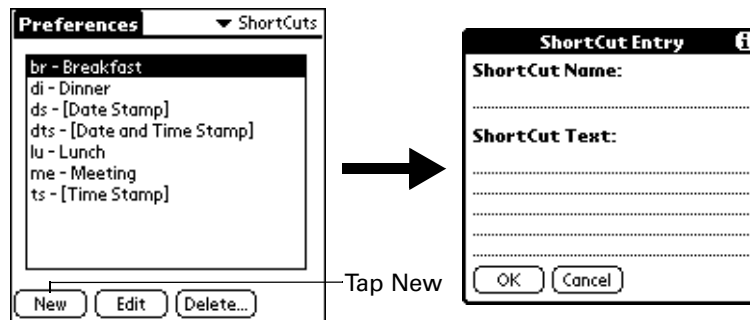 Preferences
ShortCuts
br - Breakfast
di - Dinner
ds - [Date Stamp]
dts - [Date and Time Stamp]
lu - Lunch
me - Meeting
ts - [Time Stamp]
New
Edit
Delete...
Tap New
ShortCut Entry
i
ShortCut Name:
ShortCut Text:
OK
Cancel